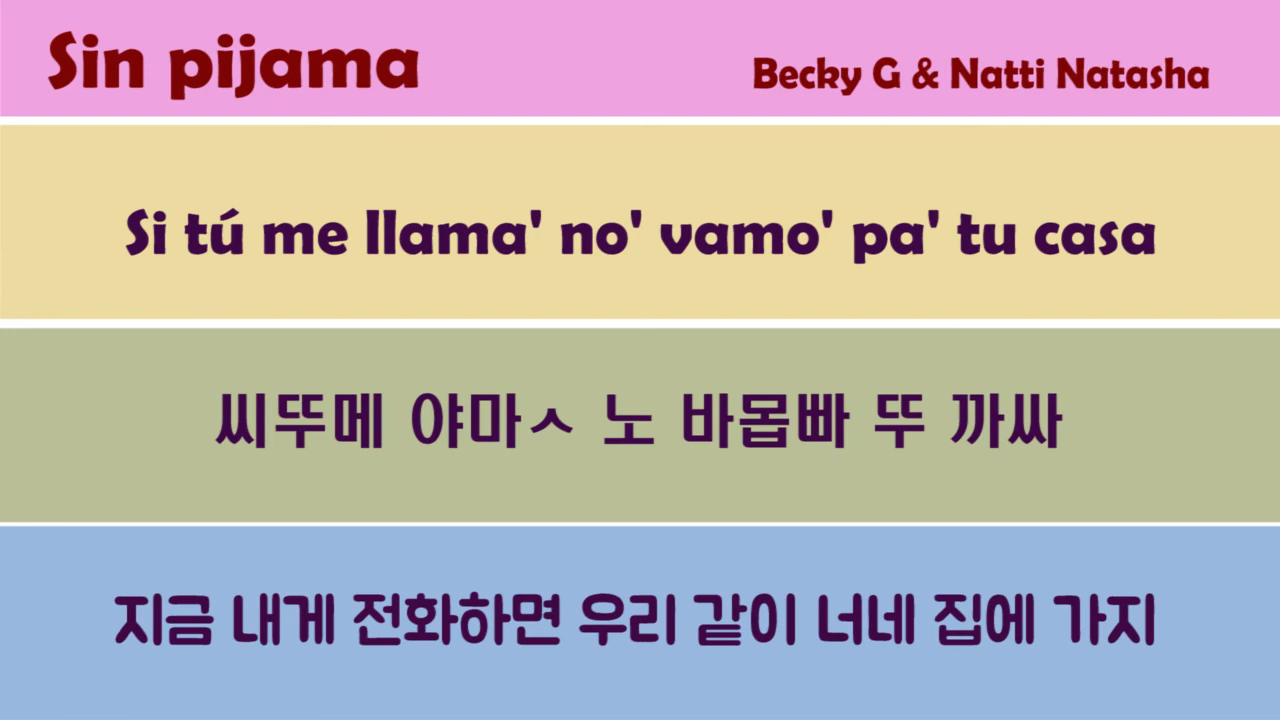 Sin pijama
Becky G & Natti Natasha
Si tú me llama' no' vamo' pa' tu casa
씨뚜메 야마ㅅ 노 바몹빠 뚜 까싸
지금 내게 전화하면 우리 같이 너네 집에 가지